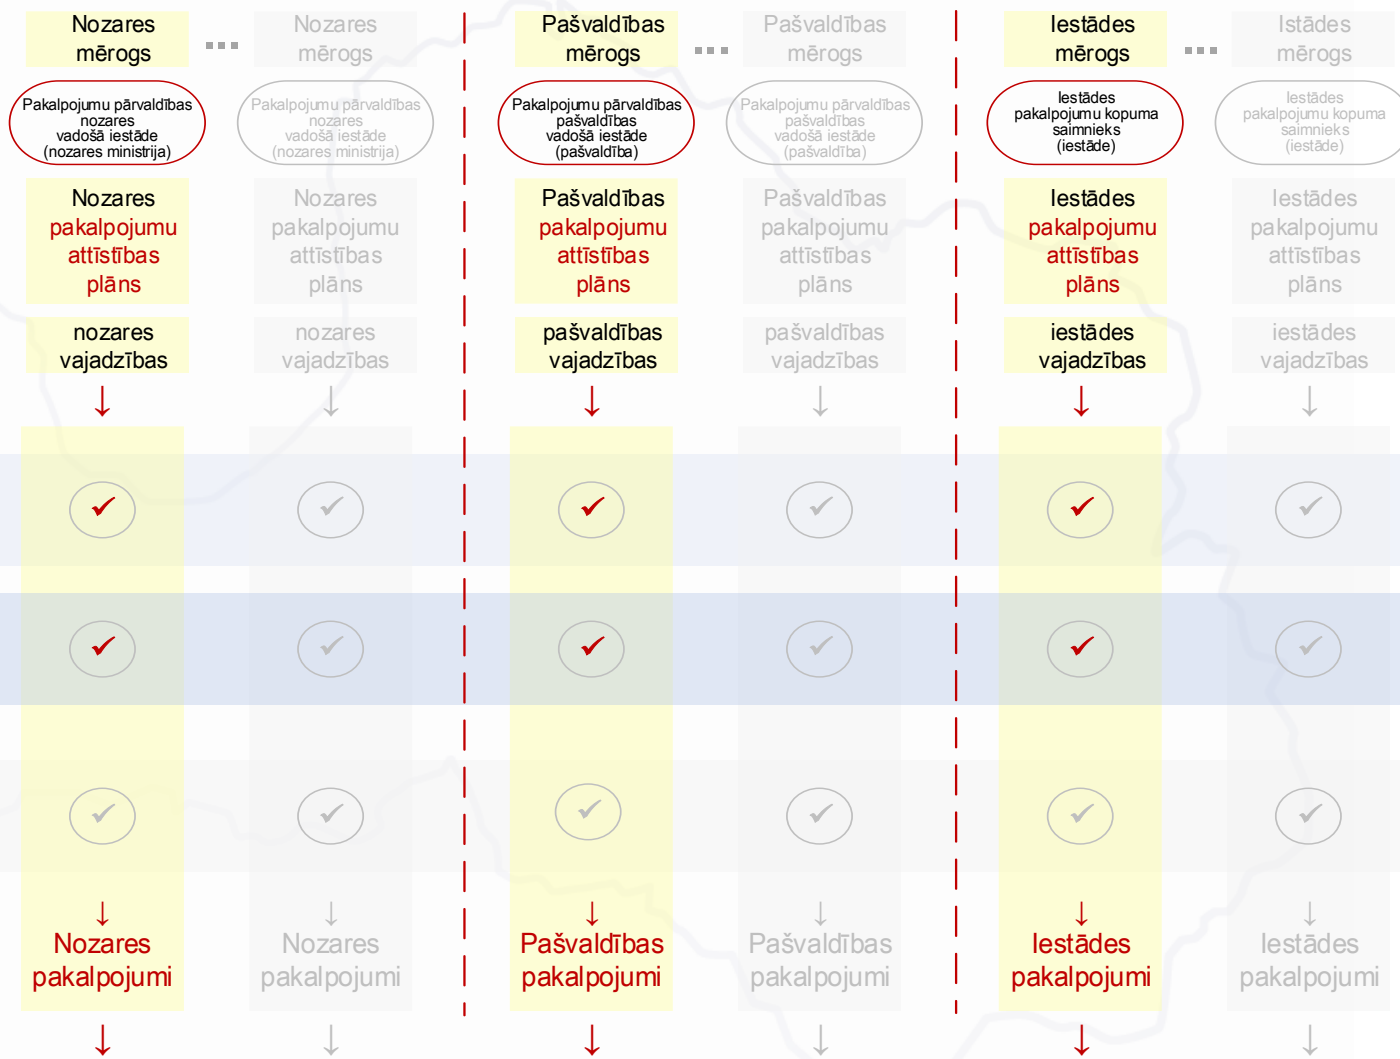 Nozares
mērogs
Nozares
mērogs
Pašvaldības
mērogs
Pašvaldības
mērogs
Iestādes
mērogs
Istādes
mērogs
Pakalpojumu pārvaldības
nozares
vadošā iestāde
(nozares ministrija)
Pakalpojumu pārvaldības
nozares
vadošā iestāde
(nozares ministrija)
Pakalpojumu pārvaldības
pašvaldības
vadošā iestāde
(pašvaldība)
Pakalpojumu pārvaldības
pašvaldības
vadošā iestāde
(pašvaldība)
Iestādes
pakalpojumu kopuma
saimnieks
(iestāde)
Iestādes
pakalpojumu kopuma
saimnieks
(iestāde)
Nozares
pakalpojumu
attīstības
plāns
Nozares
pakalpojumu
attīstības
plāns
Pašvaldības
pakalpojumu
attīstības
plāns
Pašvaldības
pakalpojumu
attīstības
plāns
Iestādes
pakalpojumu
attīstības
plāns
Iestādes
pakalpojumu
attīstības
plāns
nozares
vajadzības
nozares
vajadzības
pašvaldības
vajadzības
pašvaldības
vajadzības
iestādes
vajadzības
iestādes
vajadzības
Nozares
pakalpojumi
Nozares
pakalpojumi
Pašvaldības
pakalpojumi
Pašvaldības
pakalpojumi
Iestādes
pakalpojumi
Iestādes
pakalpojumi